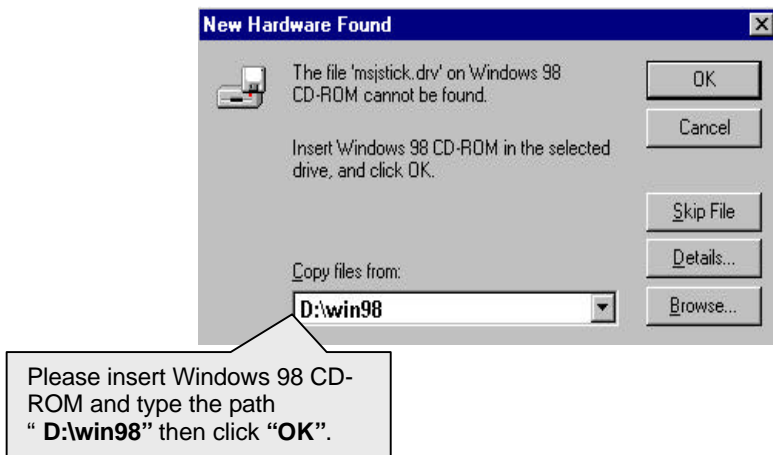 New Hardware Found
The file 'msjstick.drv' on Windows 98
CD-ROM cannot be found.
Insert Windows 98 CD-ROM in the selected
drive, and click OK.
Copy files from:
D:\win98
OK
Cancel
Skip File
Details...
Browse...
Please insert Windows 98 CD-
ROM and type the path
“ D:\win98” then click “OK”.